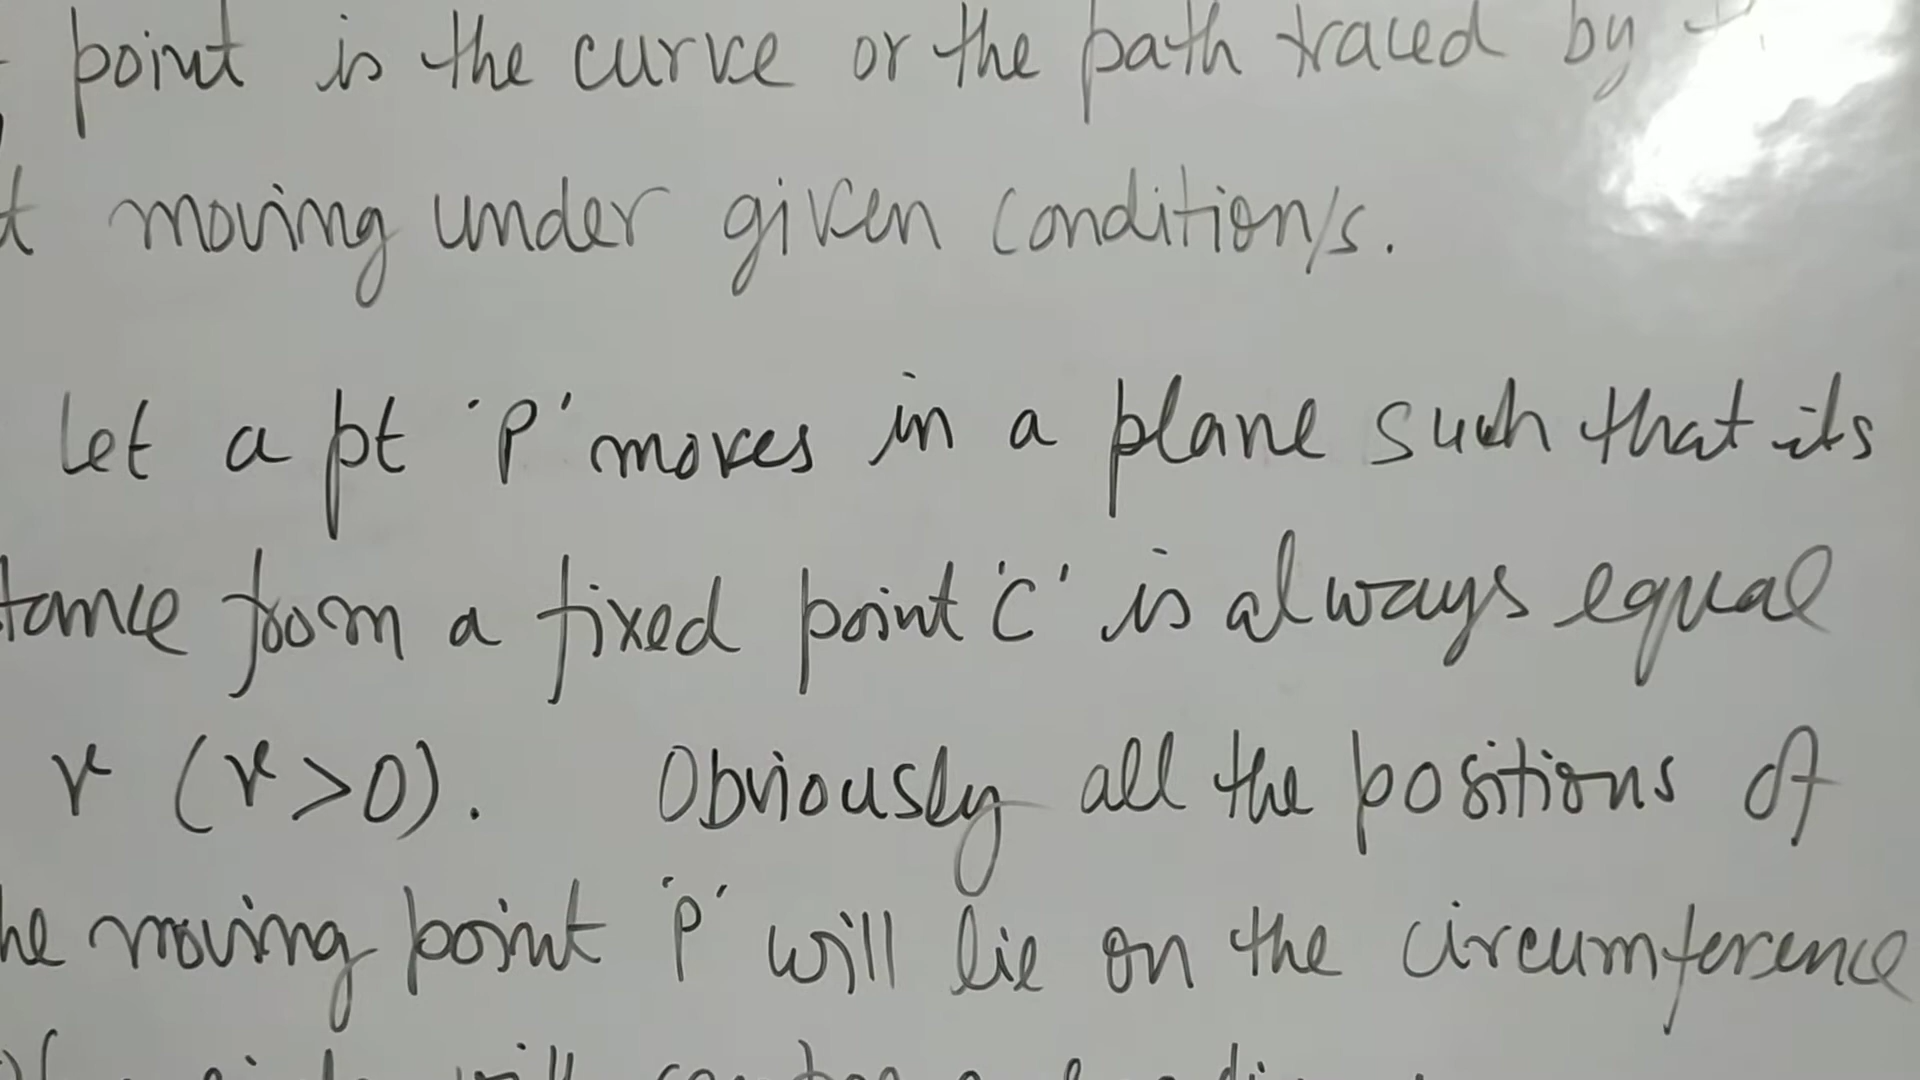 point is the curve or the path traced by
moving under given condition/s.
Let a pt 'P' moves in a plane such that its
tance from a fixed point 'C' is always equal
r (r>0). Obviously all the positions of
he moving point 'P' will lie on the circumference